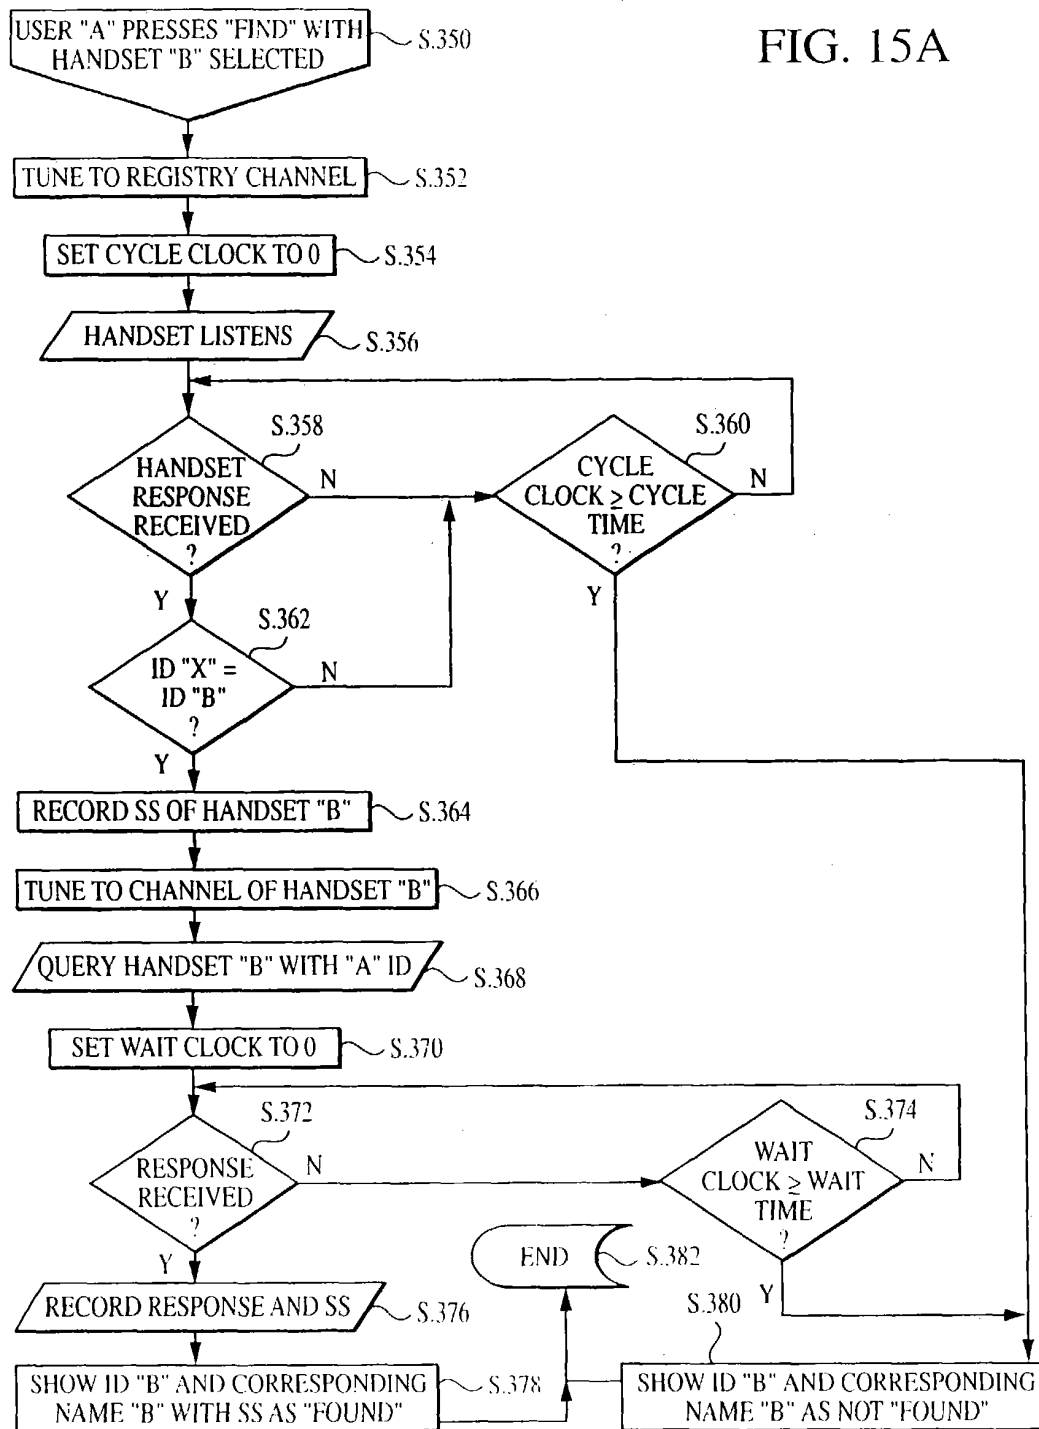 FIG. 15A
USER "A" PRESSES "FIND" WITH
HANDSET "B" SELECTED
S.350
TUNE TO REGISTRY CHANNEL
S.352
SET CYCLE CLOCK TO 0
S.354
HANDSET LISTENS
S.356
S.358
HANDSET
RESPONSE
RECEIVED
?
N
Y
S.360
CYCLE
CLOCK ≥ CYCLE
TIME
?
N
Y
S.362
ID "X" =
ID "B"
?
N
Y
RECORD SS OF HANDSET "B"
S.364
TUNE TO CHANNEL OF HANDSET "B"
S.366
QUERY HANDSET "B" WITH "A" ID
S.368
SET WAIT CLOCK TO 0
S.370
S.372
RESPONSE
RECEIVED
?
N
Y
S.374
WAIT
CLOCK ≥ WAIT
TIME
?
N
Y
END
S.382
RECORD RESPONSE AND SS
S.376
S.380
SHOW ID "B" AND CORRESPONDING
NAME "B" WITH SS AS "FOUND"
S.378
SHOW ID "B" AND CORRESPONDING
NAME "B" AS NOT "FOUND"